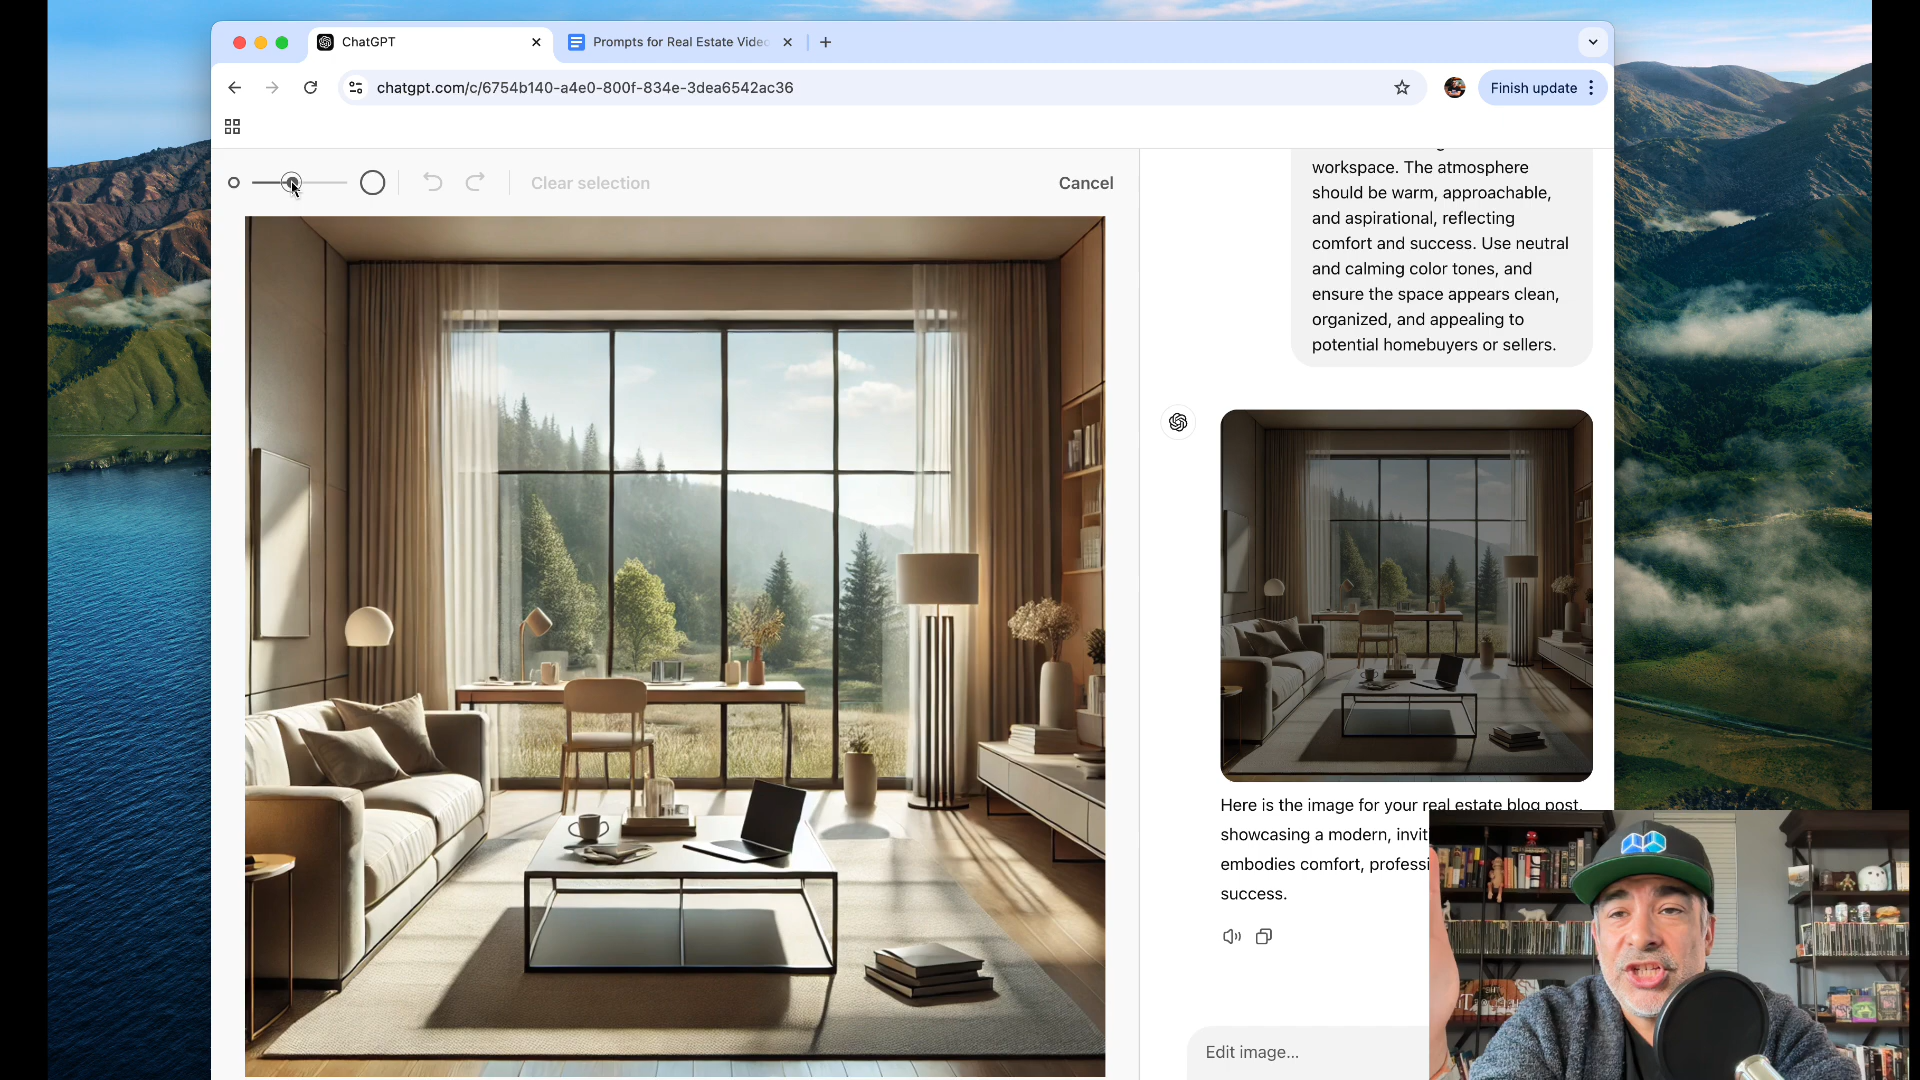 ChatGPT
Prompts for Real Estate Videc
chatgpt.com/c/6754b140-a4e0-800f-834e-3dea6542ac36
Finish update
Clear selection
Cancel
workspace. The atmosphere
should be warm, approachable,
and aspirational, reflecting
comfort and success. Use neutral
and calming color tones, and
ensure the space appears clean,
organized, and appealing to
potential homebuyers or sellers.
Here is the image for your real estate blog post,
showcasing a modern, invit
embodies comfort, professi
success.
Edit image...